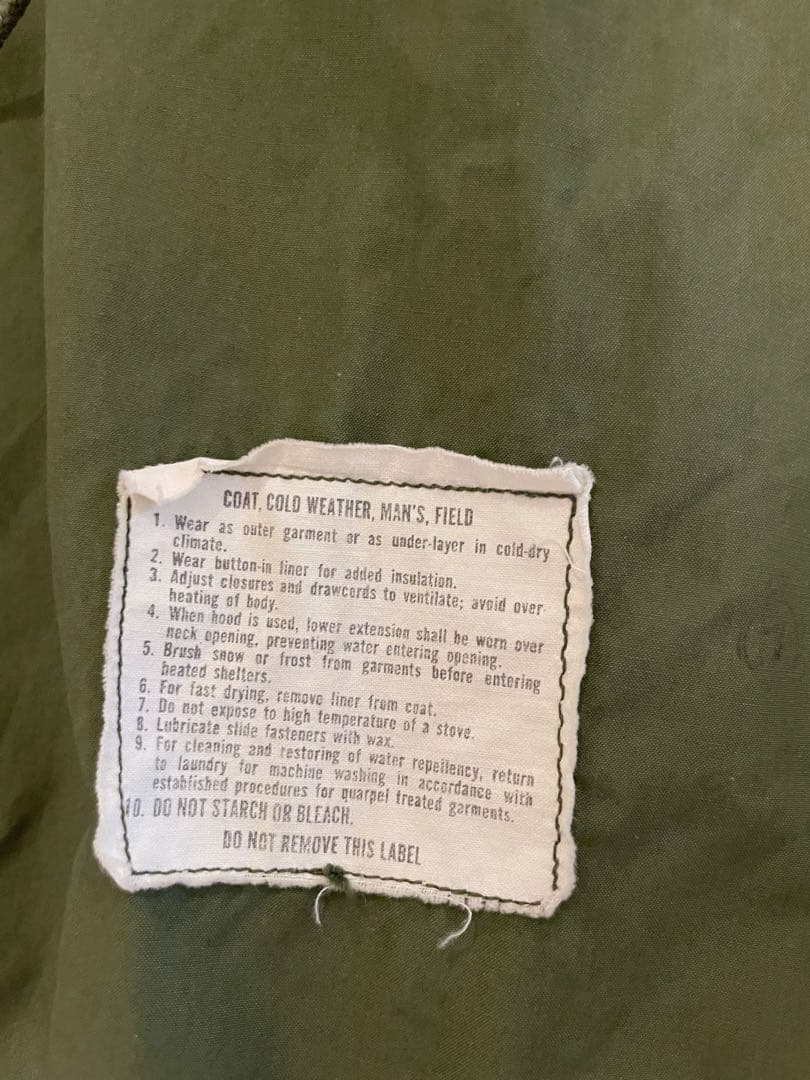 COAT, COLD WEATHER, MAN'S, FIELD
1. Wear as outer garment or as under-layer in cold-dry
climate.
2. Wear button-in liner for added insulation.
3. Adjust closures and drawcords to ventilate; avoid over-
heating of body.
4. When hood is used, lower extension shall be worn over
neck opening, preventing water entering opening.
5. Brush snow or frost from garments before entering
heated shelters.
6. For fast drying, remove liner from coat.
7. Do not expose to high temperature of a stove.
8. Lubricate slide fasteners with wax.
9. For cleaning and restoring of water repellency, return
to laundry for machine washing in accordance with
established procedures for quarpel treated garments.
10. DO NOT STARCH OR BLEACH.
DO NOT REMOVE THIS LABEL